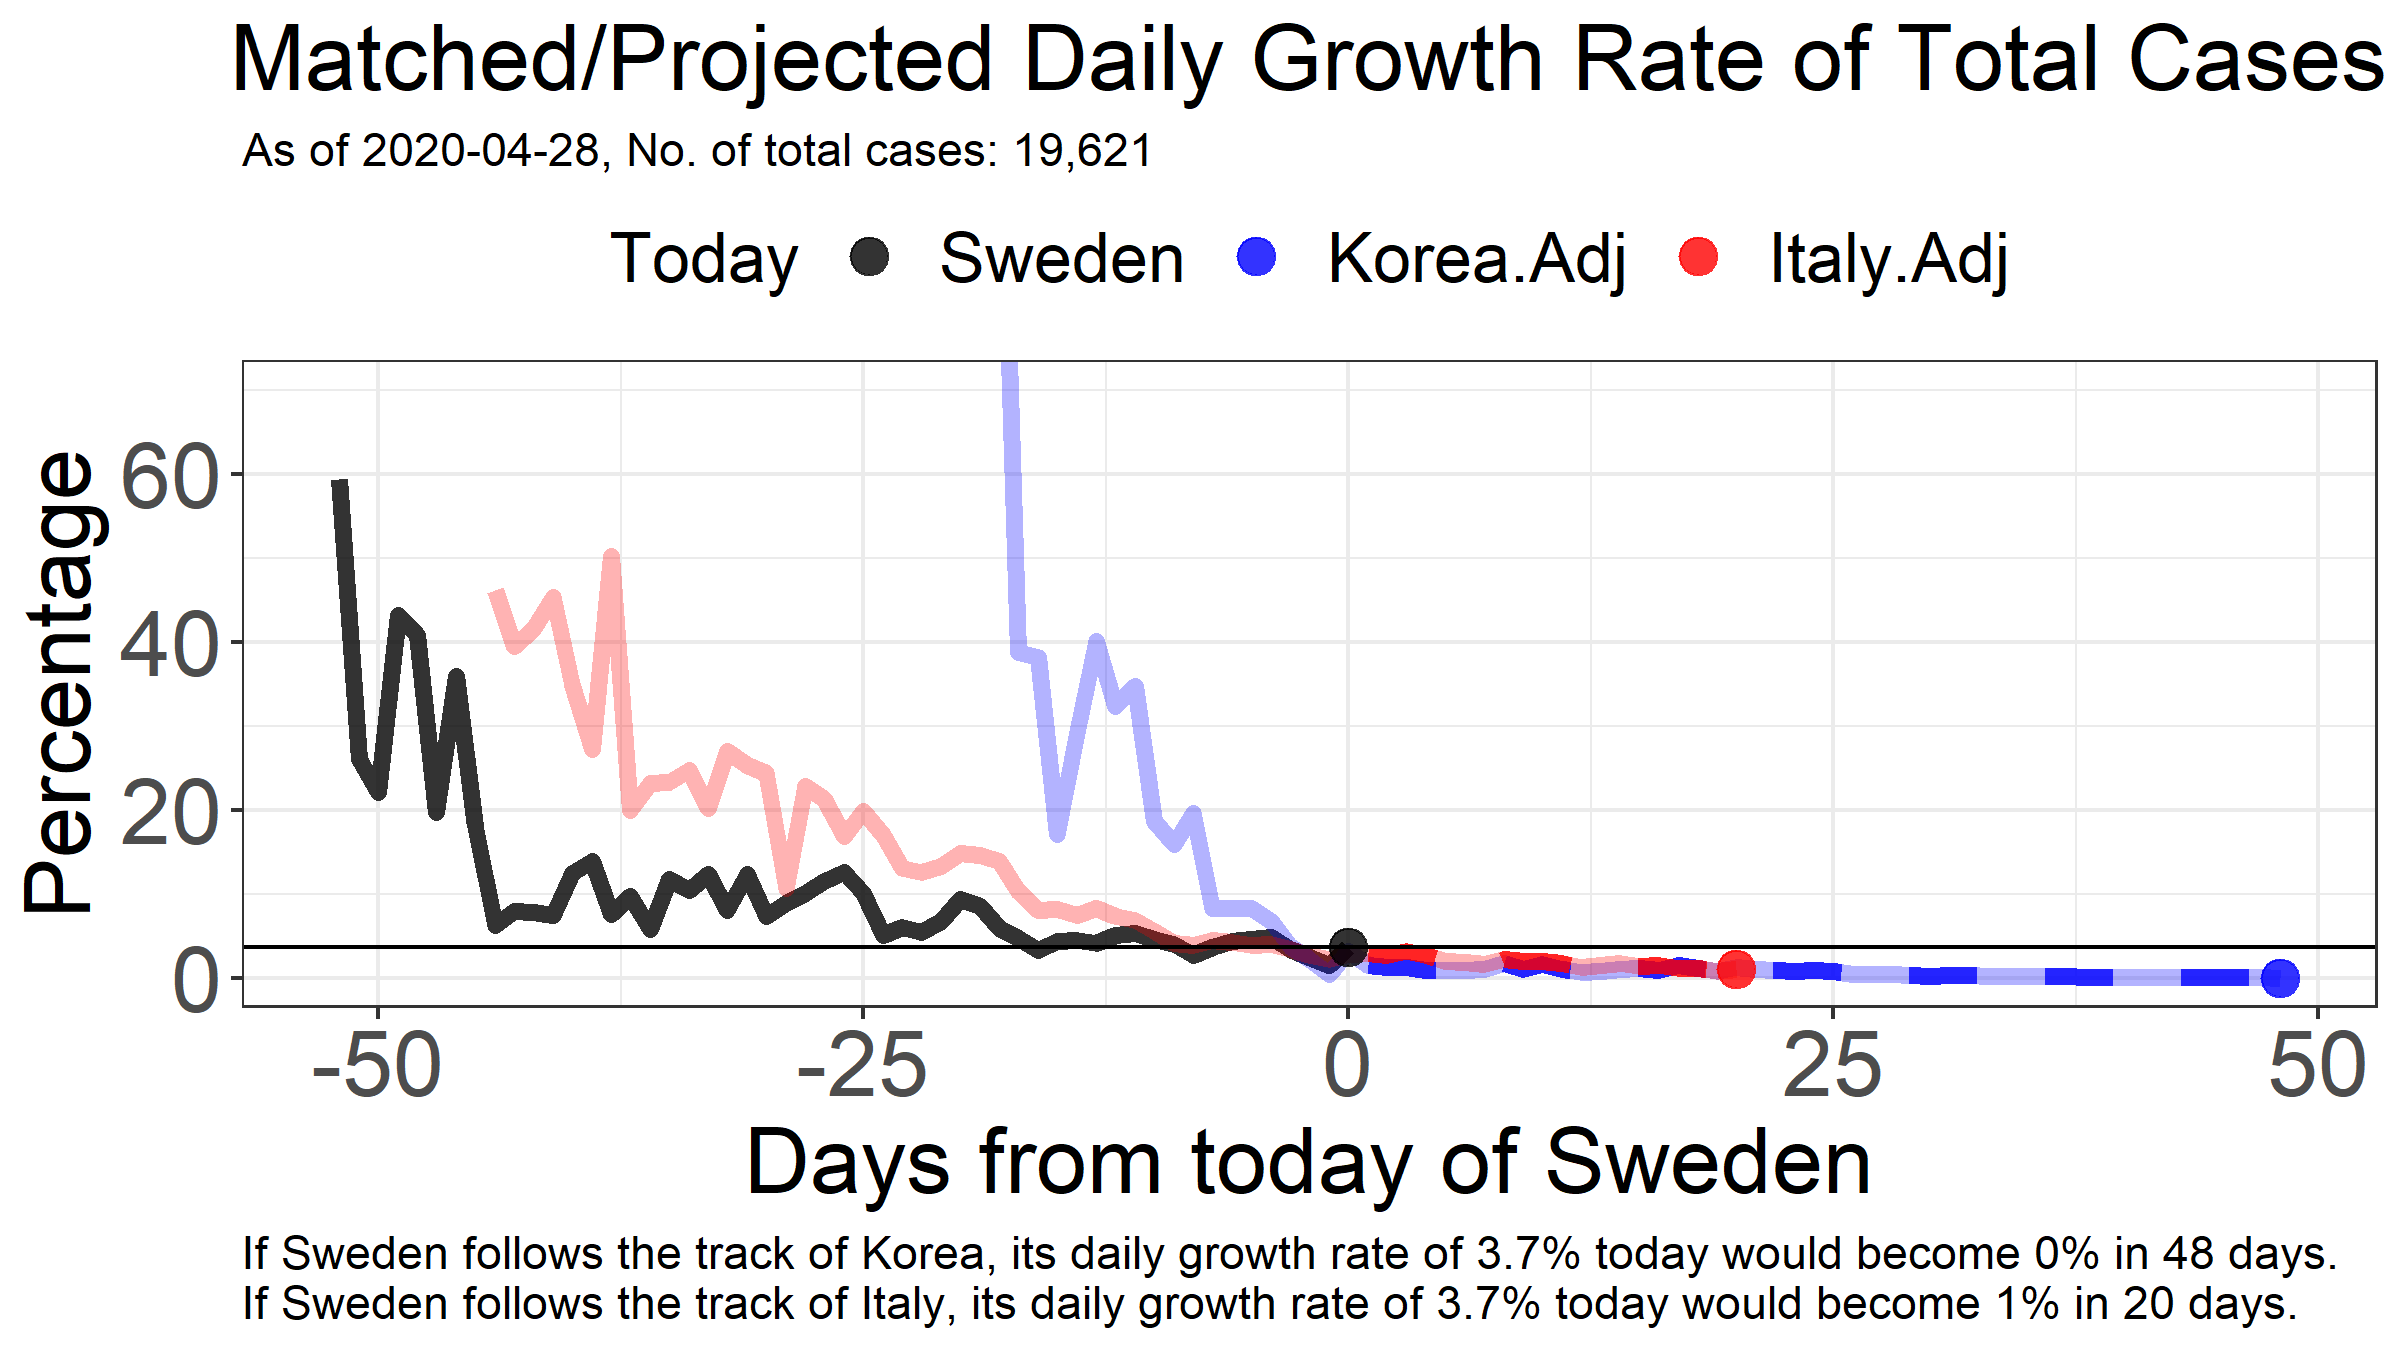 Matched/Projected Daily Growth Rate of Total Cases
As of 2020-04-28, No. of total cases: 19,621
Today Sweden Korea.Adj Italy.Adj
Percentage
60
40
20
0
-50 -25 0 25 50
Days from today of Sweden
If Sweden follows the track of Korea, its daily growth rate of 3.7% today would become 0% in 48 days.
If Sweden follows the track of Italy, its daily growth rate of 3.7% today would become 1% in 20 days.